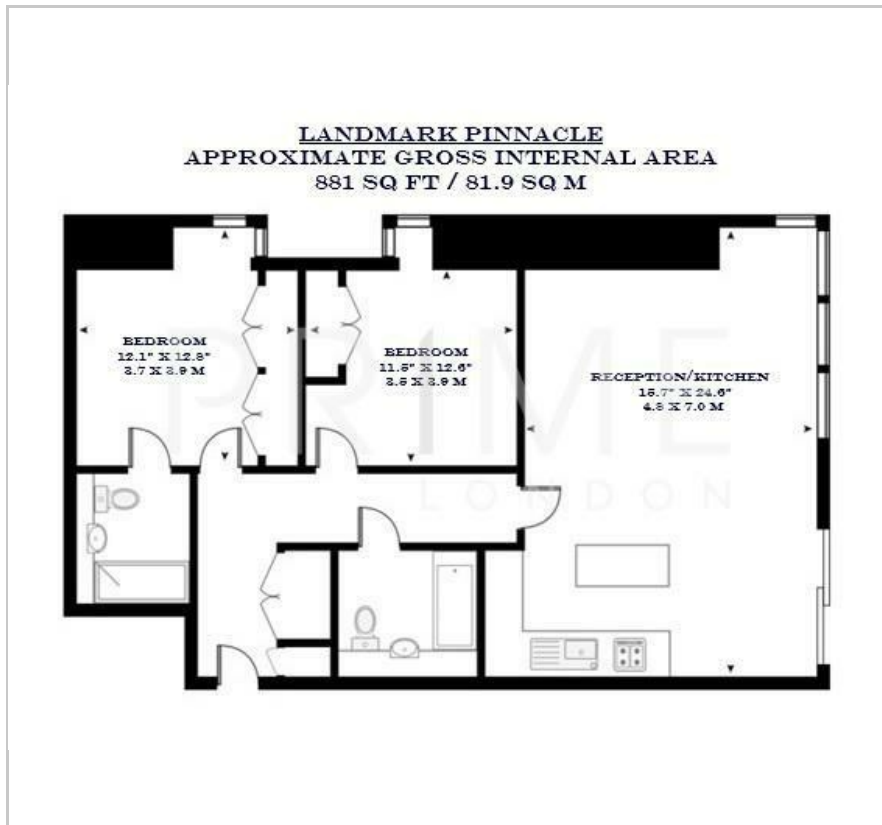 LANDMARK PINNACLE
APPROXIMATE GROSS INTERNAL AREA
881 SQ FT / 81.9 SQ M
BEDROOM
12.1" X 12.8"
3.7 X 3.9 M
BEDROOM
11.5" X 12.6"
3.5 X 3.9 M
RECEPTION/KITCHEN
15.7" X 24.6"
4.8 X 7.0 M
PRIME
LONDON